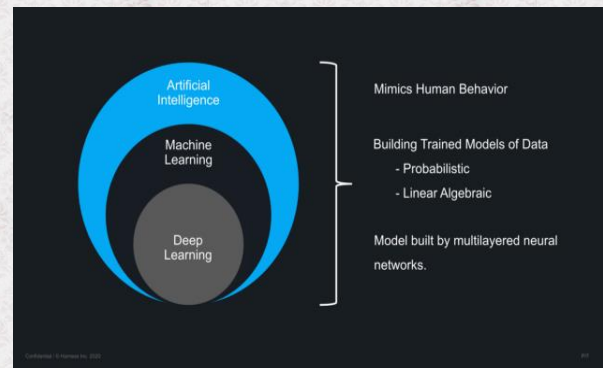 Artificial
Intelligence
Machine
Learning
Deep
Learning
Mimics Human Behavior
Building Trained Models of Data
- Probabilistic
- Linear Algebraic
Model built by multilayered neural
networks.